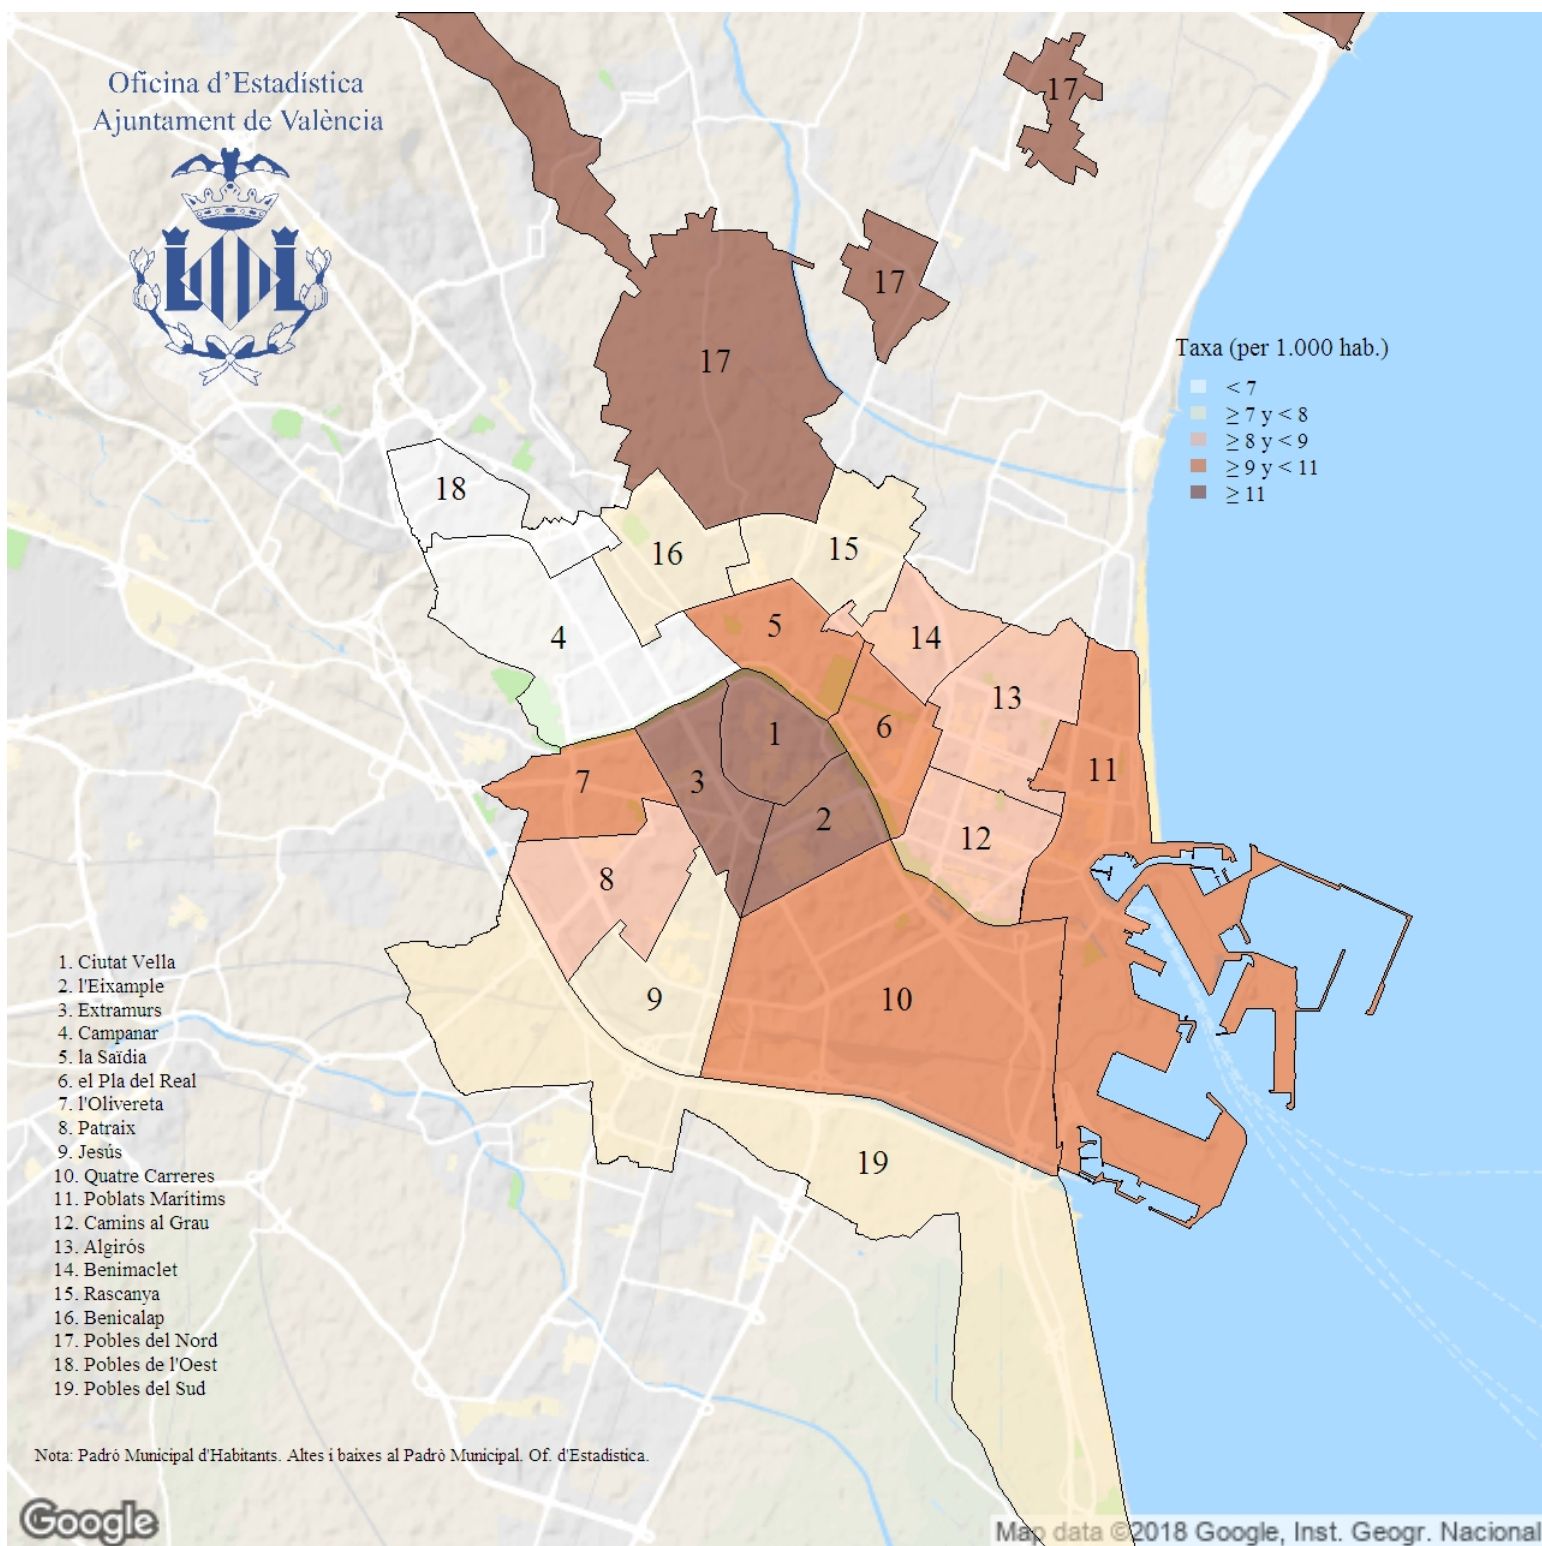 Oficina d'Estadística
Ajuntament de València
17
17
17
Taxa (per 1.000 hab.)
< 7
≥ 7 y < 8
≥ 8 y < 9
≥ 9 y < 11
≥ 11
18
16
15
4
5
14
13
6
1
3
7
11
2
12
8
9
10
19
1. Ciutat Vella
2. l'Eixample
3. Extramurs
4. Campanar
5. la Saïdia
6. el Pla del Real
7. l'Olivereta
8. Patraix
9. Jesús
10. Quatre Carreres
11. Poblats Marítims
12. Camins al Grau
13. Algirós
14. Benimaclet
15. Rascanya
16. Benicalap
17. Pobles del Nord
18. Pobles de l'Oest
19. Pobles del Sud
Nota: Padrò Municipal d'Habitants. Altes i baixes al Padrò Municipal. Of. d'Estadistica.
Google
Map data ©2018 Google, Inst. Geogr. Nacional